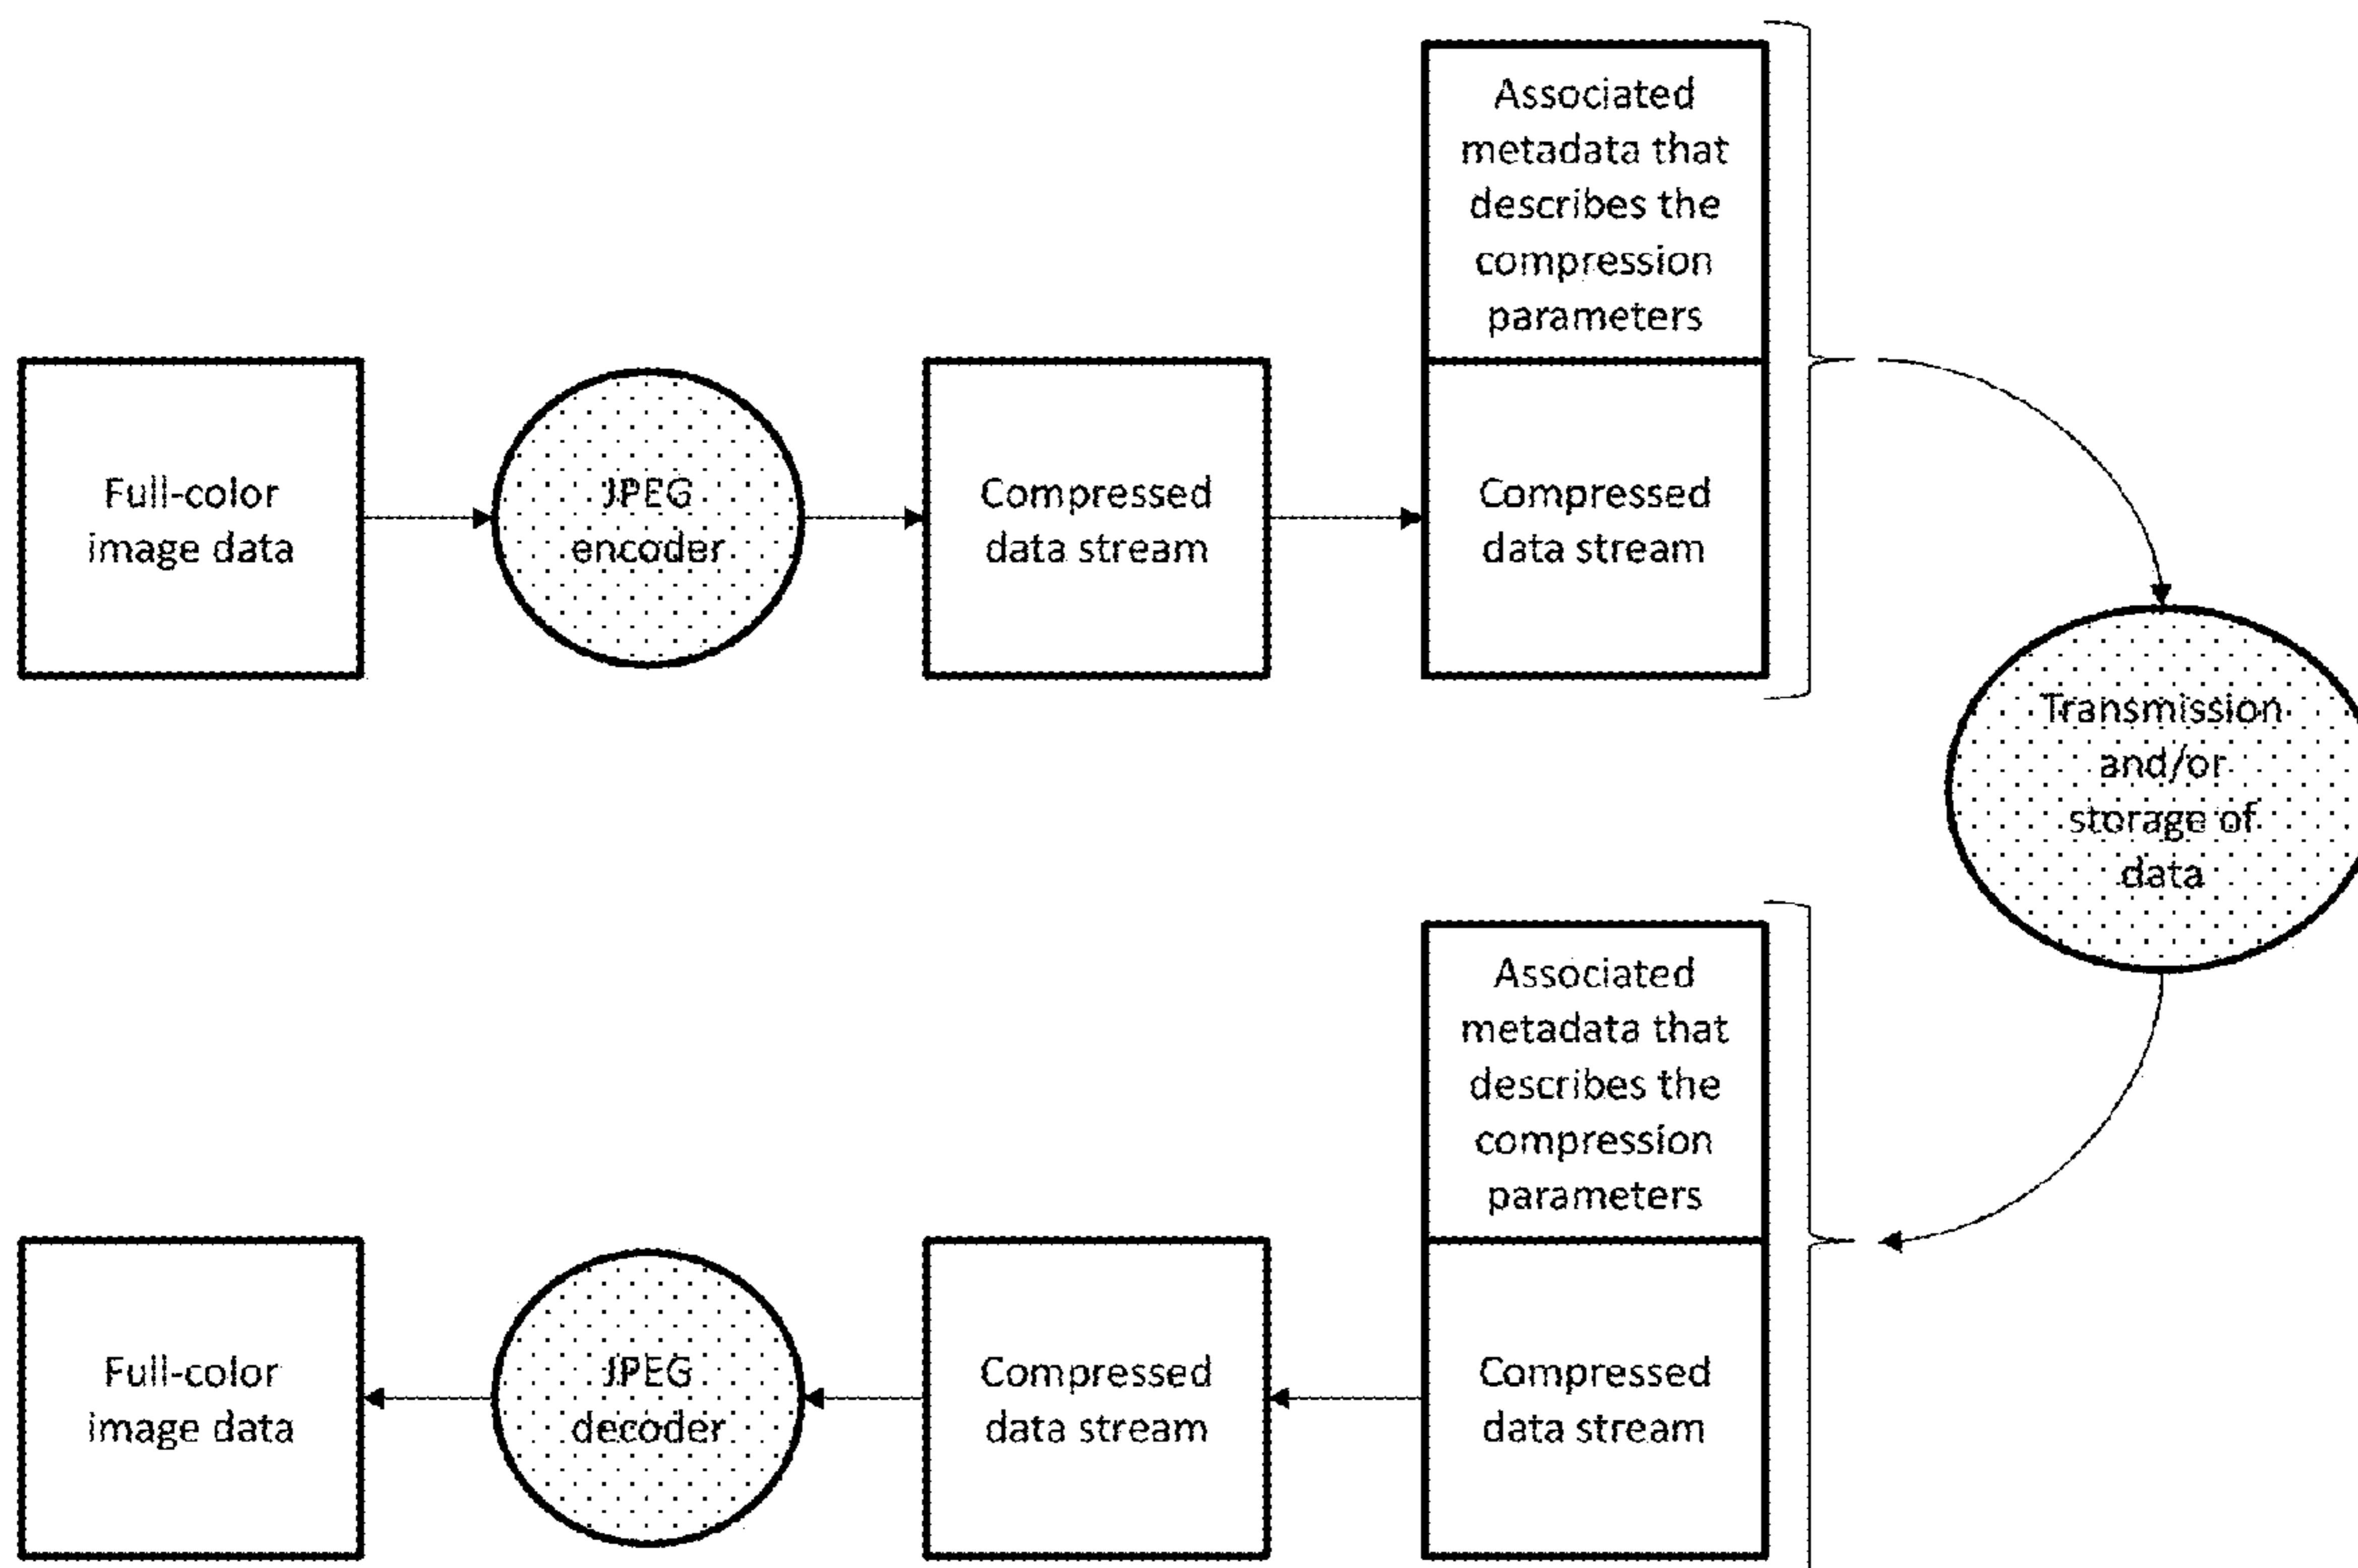 Associated
metadata that
describes the
compression
parameters
Full-color
image data
JPEG
encoder
Compressed
data stream
Compressed
data stream
Transmission
and/or
storage of
data
Associated
metadata that
describes the
compression
parameters
Full-color
image data
JPEG
decoder
Compressed
data stream
Compressed
data stream